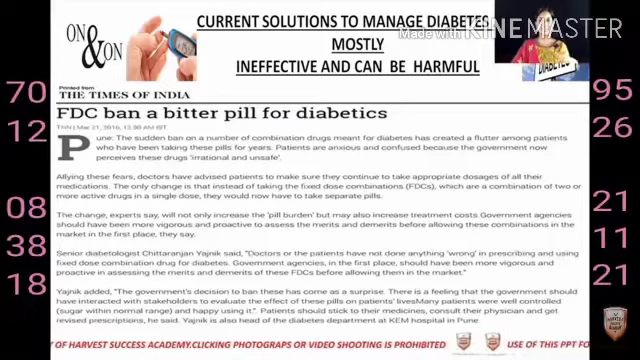 ON & ON
CURRENT SOLUTIONS TO MANAGE DIABETES
MOSTLY
INEFFECTIVE AND CAN BE HARMFUL
Made with KINEMASTER
DIABETES
Printed from
THE TIMES OF INDIA
FDC ban a bitter pill for diabetics
TNN | Mar 21, 2016, 12.00 AM IST
Pune: The sudden ban on a number of combination drugs meant for diabetes has created a flutter among patients
who have been taking these pills for years. Patients are anxious and confused because the government now
perceives these drugs 'irrational and unsafe'.
Allying these fears, doctors have advised patients to make sure they continue to take appropriate dosages of all their
medications. The only change is that instead of taking the fixed dose combinations (FDCs), which are a combination of two or
more active drugs in a single dose, they would now have to take separate pills.
The change, experts say, will not only increase the 'pill burden' but may also increase treatment costs.Government agencies
should have been more vigorous and proactive to assess the merits and demerits before allowing these combinations in
the market in the first place, they say.
Senior diabetologist Chittaranjan Yajnik said, "Doctors or the patients have not done anything 'wrong' in prescribing and using
fixed dose combination drug for diabetes. Government agencies, in the first place, should have been more vigorous and
proactive in assessing the merits and demerits of these FDCs before allowing them in the market."
Yajnik added, "The government's decision to ban these has come as a surprise. There is a feeling that the government should
have interacted with stakeholders to evaluate the effect of these pills on patients' livesMany patients were well controlled
(sugar within normal range) and happy using it". Patients should stick to their medicines, consult their physician and get
revised prescriptions, he said. Yajnik is also head of the diabetes department at KEM hospital in Pune.
70
12
08
38
18
95
26
21
11
21
Y OF HARVEST SUCCESS ACADEMY.CLICKING PHOTOGRAPS OR VIDEO SHOOTING IS PROHIBITED
USE OF THIS PPT FO